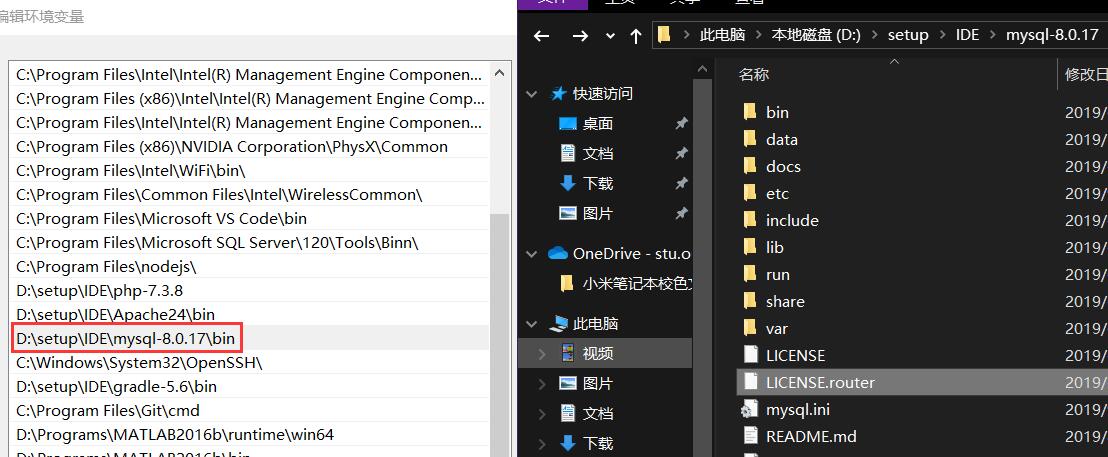 编辑环境变量
C:\Program Files\Intel\Intel(R) Management Engine Componen...
C:\Program Files (x86)\Intel\Intel(R) Management Engine Comp...
C:\Program Files\Intel\Intel(R) Management Engine Componen...
C:\Program Files (x86)\NVIDIA Corporation\PhysX\Common
C:\Program Files\Intel\WiFi\bin\
C:\Program Files\Common Files\Intel\WirelessCommon\
C:\Program Files\Microsoft VS Code\bin
C:\Program Files\Microsoft SQL Server\120\Tools\Binn\
C:\Program Files\nodejs\
D:\setup\IDE\php-7.3.8
D:\setup\IDE\Apache24\bin
D:\setup\IDE\mysql-8.0.17\bin
C:\Windows\System32\OpenSSH\
D:\setup\IDE\gradle-5.6\bin
C:\Program Files\Git\cmd
D:\Programs\MATLAB2016b\runtime\win64
D:\Programs\MATLAB2016b\bin
文件 主页 共享 查看
此电脑 本地磁盘 (D:) setup IDE mysql-8.0.17
快速访问
桌面
文档
下载
图片
OneDrive - stu.o
小米笔记本校色文
此电脑
视频
图片
文档
下载
名称 修改日
bin 2019/
data 2019/
docs 2019/
etc 2019/
include 2019/
lib 2019/
run 2019/
share 2019/
var 2019/
LICENSE 2019/
LICENSE.router 2019/
mysql.ini 2019/
README.md 2019/